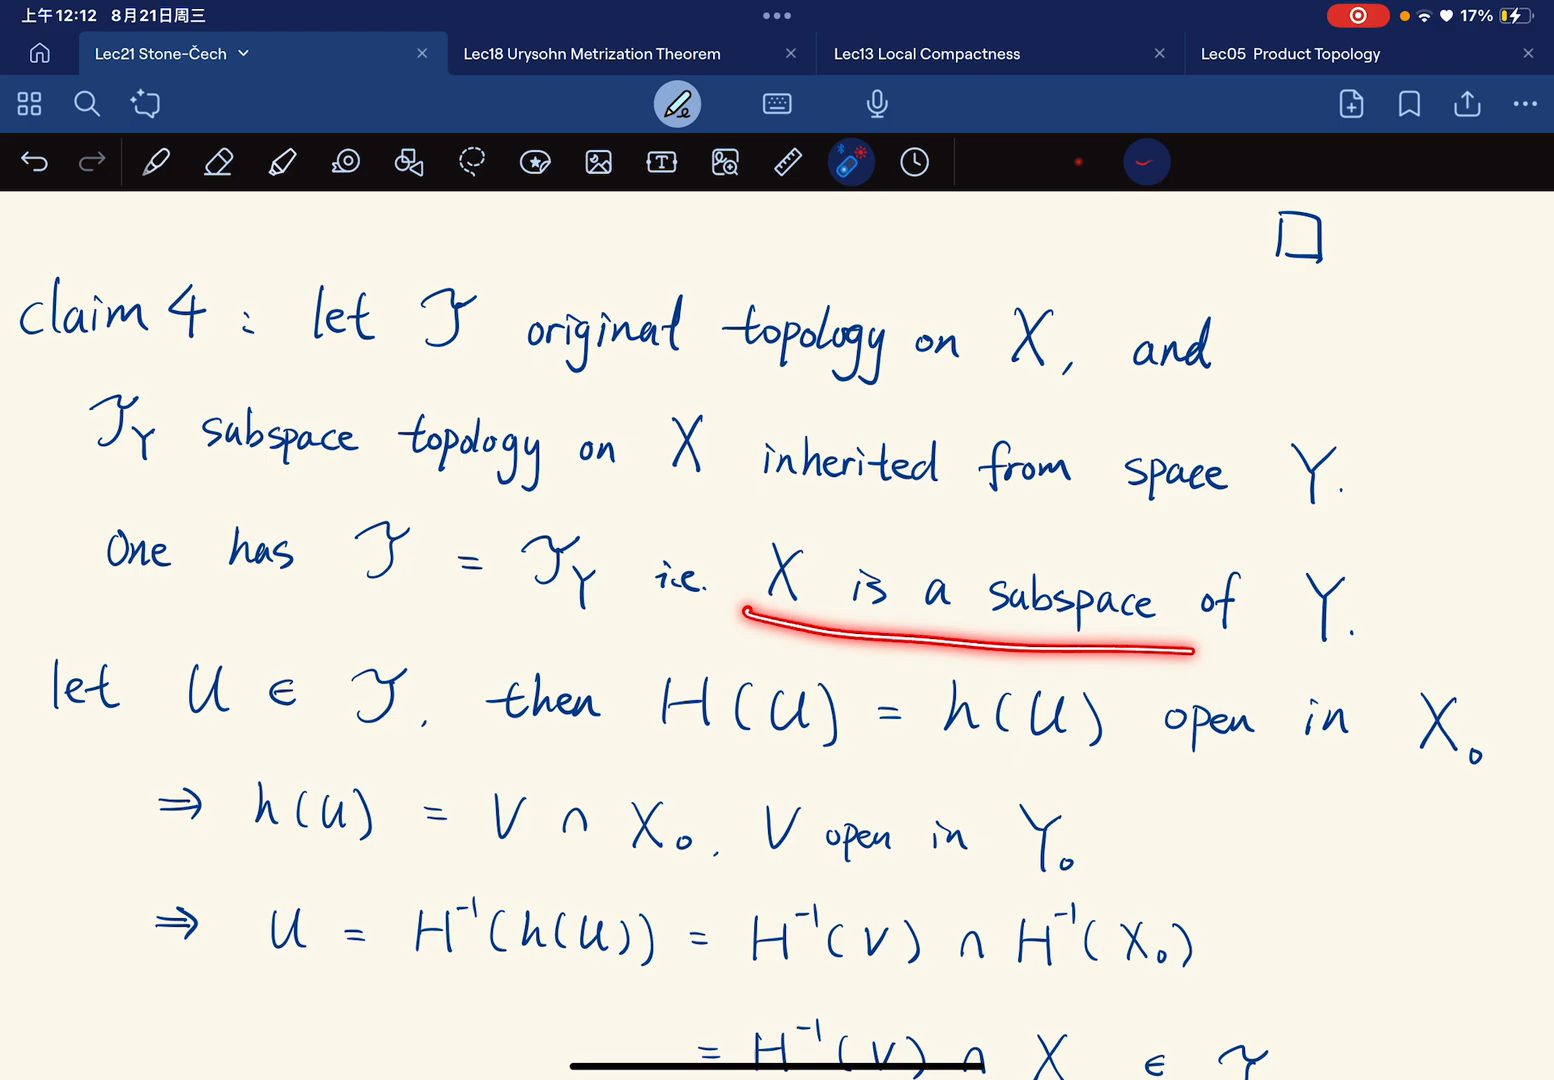 上午12:12 8月21日周三 17%
Lec21 Stone-Čech Lec18 Urysohn Metrization Theorem Lec13 Local Compactness Lec05 Product Topology
□
claim 4 : let 𝒯 original topology on X, and
𝒯_Y subspace topology on X inherited from space Y.
One has 𝒯 = 𝒯_Y i.e. X is a subspace of Y.
let U ∈ 𝒯, then H(U) = h(U) open in X₀
⇒ h(U) = V ∩ X₀, V open in Y₀
⇒ U = H⁻¹(h(U)) = H⁻¹(V) ∩ H⁻¹(X₀)
= H⁻¹(V) ∩ X ∈